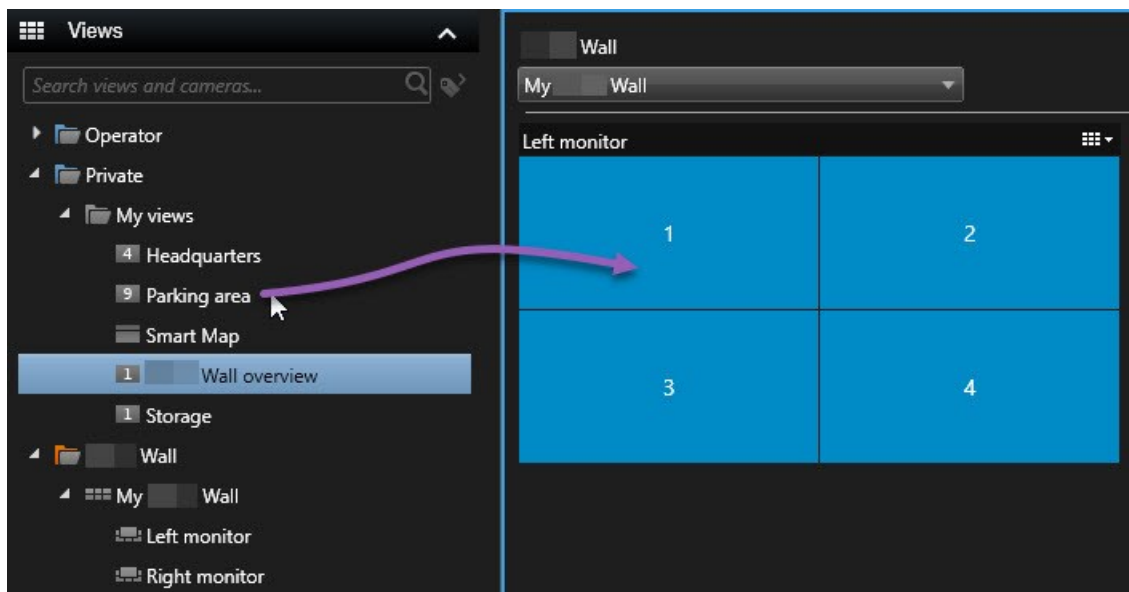 Views
Search views and cameras...
Operator
Private
My views
4 Headquarters
9 Parking area
Smart Map
1 Wall overview
1 Storage
Wall
My Wall
Left monitor
Right monitor
Wall
My Wall
Left monitor
1 2
3 4